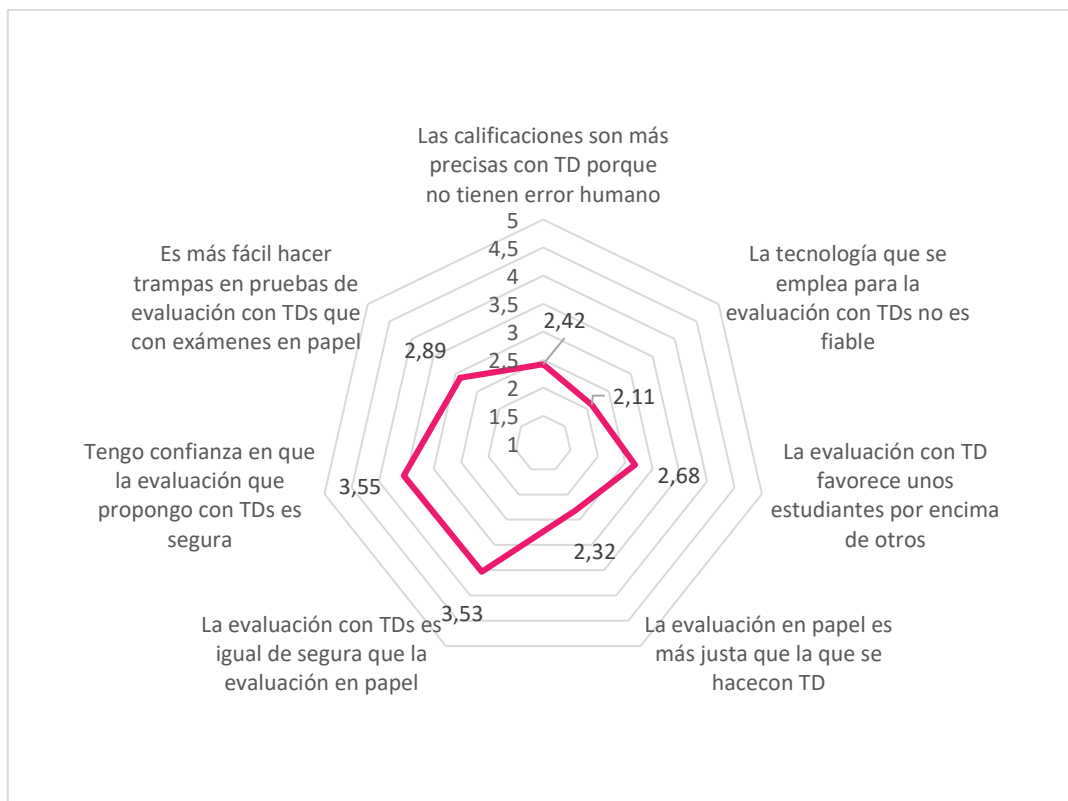 Las calificaciones son más
precisas con TD porque
no tienen error humano
5
4,5
4
3,5
3
2,5
2
1,5
1
2,42
La tecnología que se
emplea para la
evaluación con TDs no es
fiable
2,11
La evaluación con TD
favorece unos
estudiantes por encima
de otros
2,68
La evaluación en papel es
más justa que la que se
hacecon TD
2,32
La evaluación con TDs es
igual de segura que la
evaluación en papel
3,53
Tengo confianza en que
la evaluación que
propongo con TDs es
segura
3,55
Es más fácil hacer
trampas en pruebas de
evaluación con TDs que
con exámenes en papel
2,89